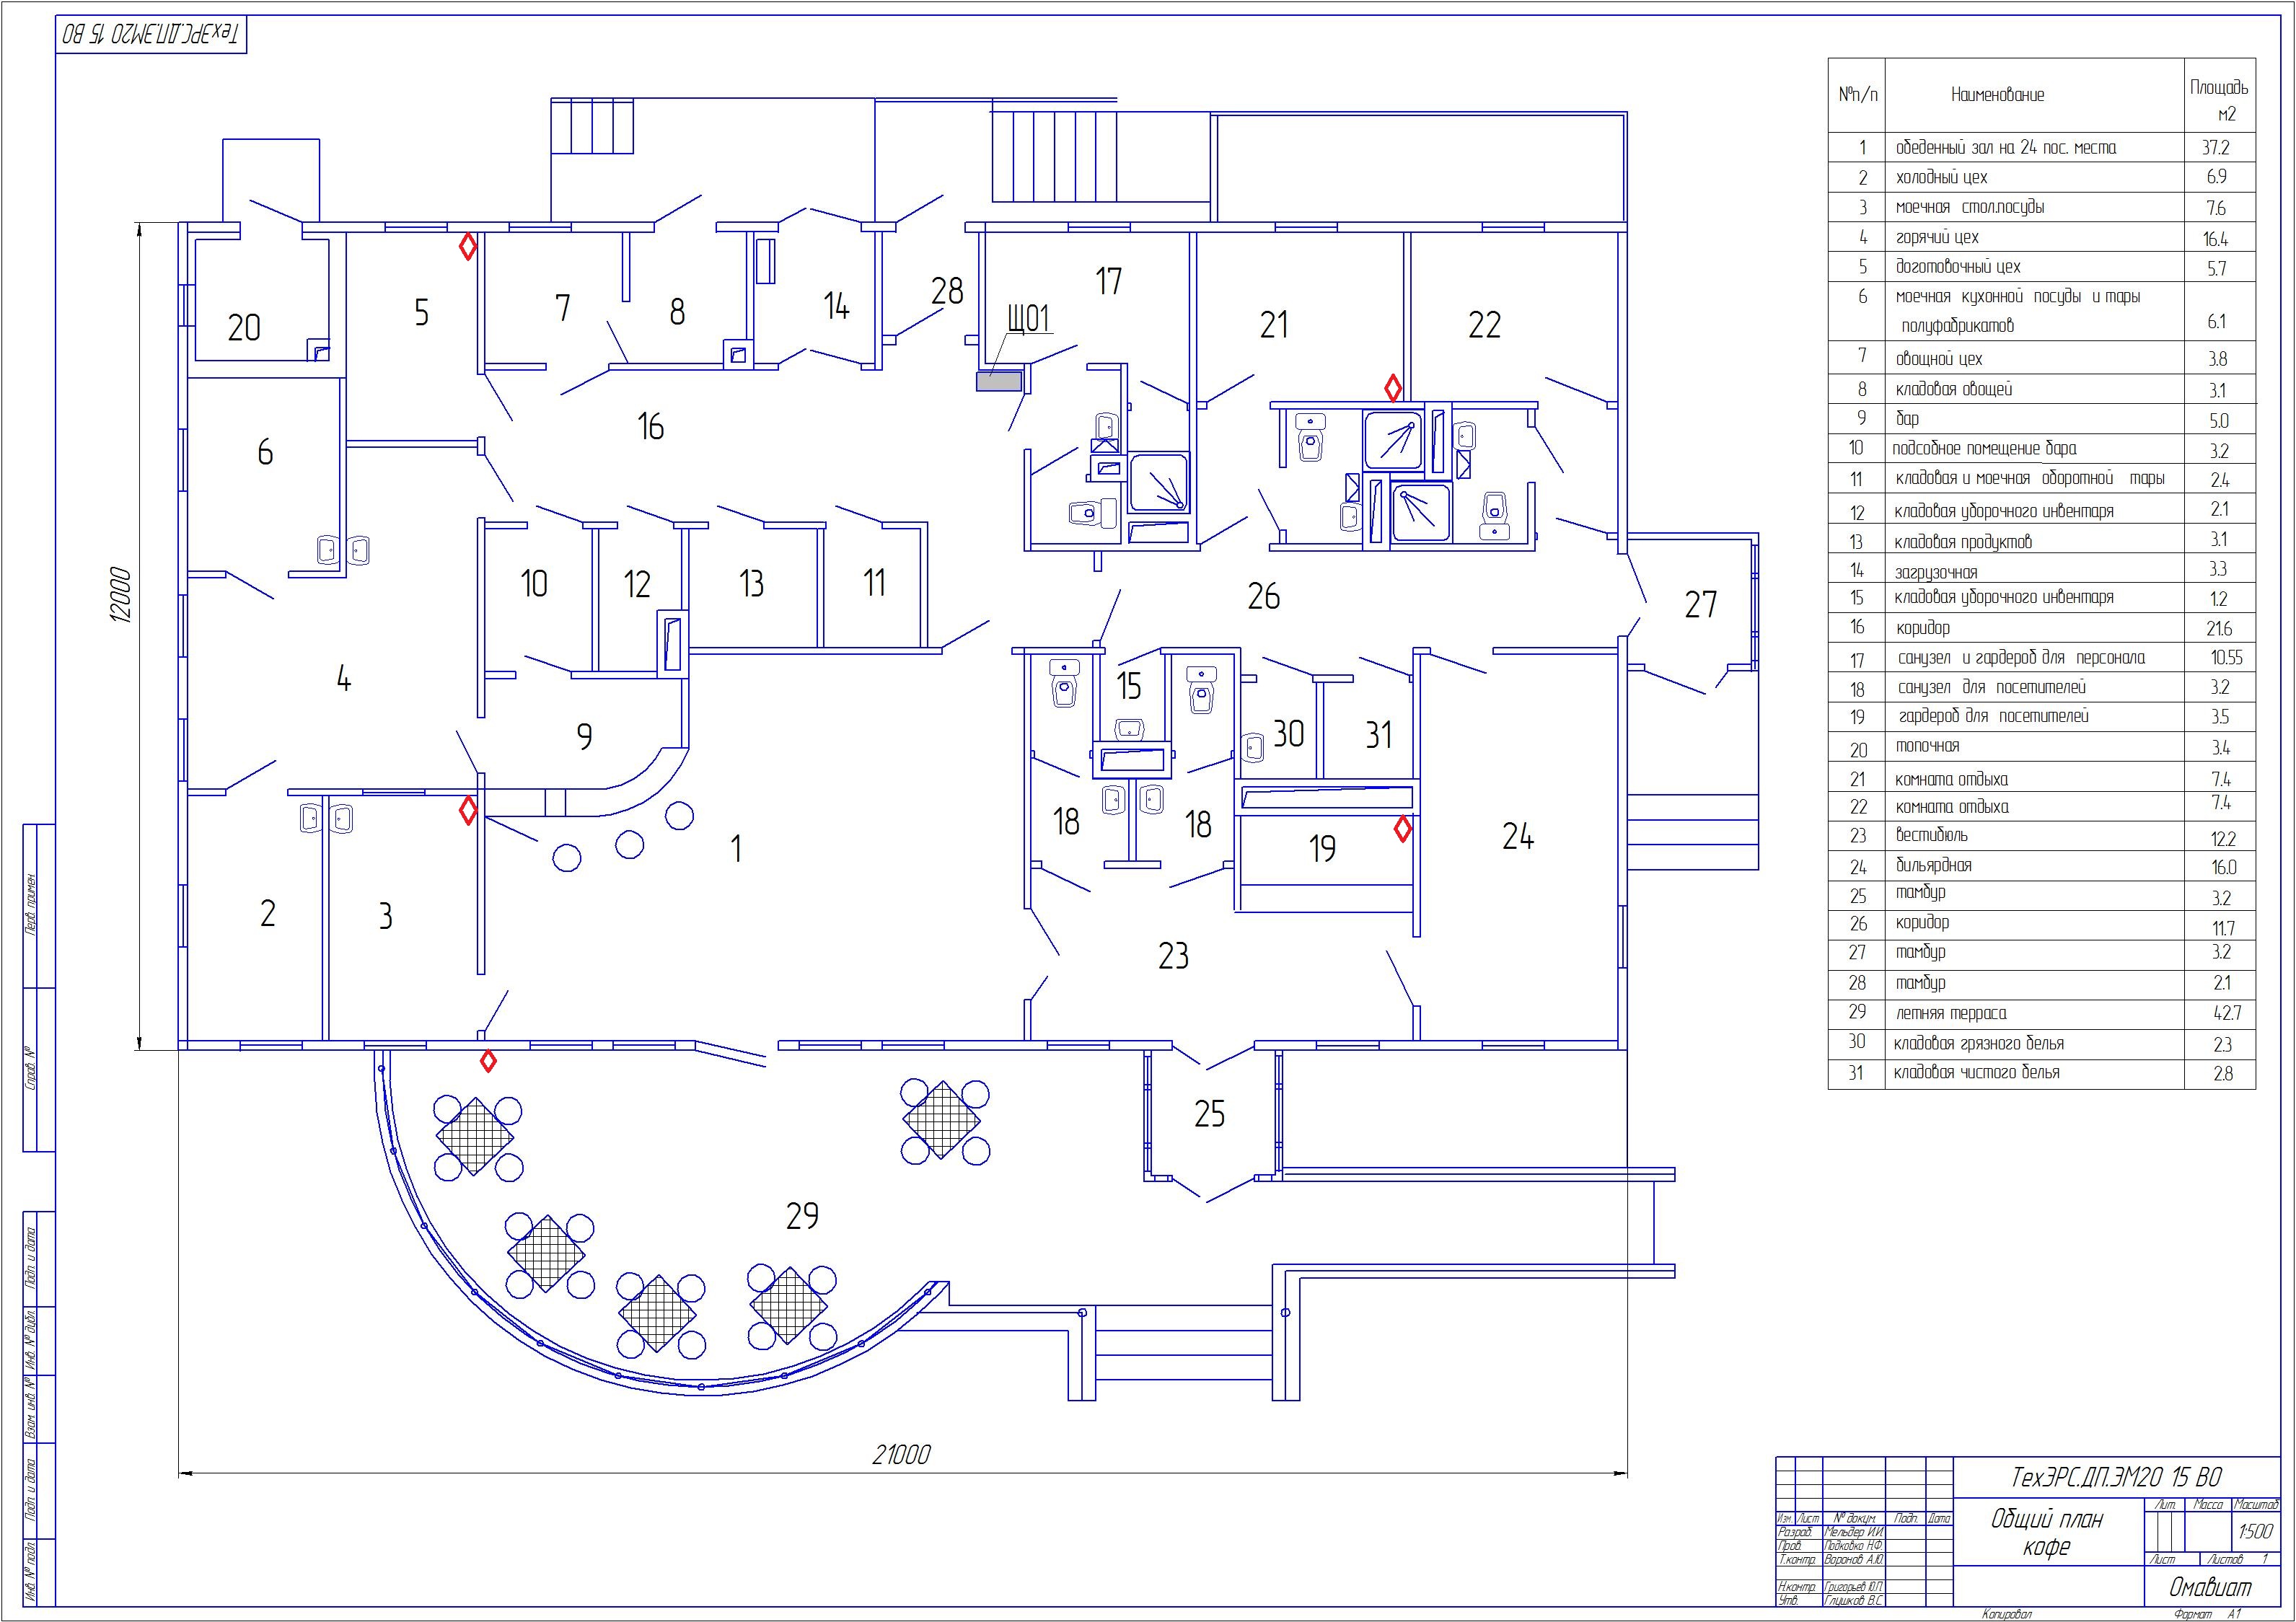 ТехЭРС.ДП.ЭМ20 15 ВО
№п/п Наименование Площадь м2
1 обеденный зал на 24 пос. места 37.2
2 холодный цех 6.9
3 моечная стол.посуды 7.6
4 горячий цех 16.4
5 доготовочный цех 5.7
6 моечная кухонной посуды и тары
полуфабрикатов 6.1
7 овощной цех 3.8
8 кладовая овощей 3.1
9 бар 5.0
10 подсобное помещение бара 3.2
11 кладовая и моечная оборотной тары 2.4
12 кладовая уборочного инвентаря 2.1
13 кладовая продуктов 3.1
14 загрузочная 3.3
15 кладовая уборочного инвентаря 1.2
16 коридор 21.6
17 санузел и гардероб для персонала 10.55
18 санузел для посетителей 3.2
19 гардероб для посетителей 3.5
20 топочная 3.4
21 комната отдыха 7.4
22 комната отдыха 7.4
23 вестибюль 12.2
24 бильярдная 16.0
25 тамбур 3.2
26 коридор 11.7
27 тамбур 3.2
28 тамбур 2.1
29 летняя терраса 42.7
30 кладовая грязного белья 2.3
31 кладовая чистого белья 2.8
20
5
7
8
14
28
17
ЩО1
21
22
6
16
10
12
13
11
26
27
4
9
15
30
31
1
18
18
19
24
2
3
23
25
29
12000
21000
Перв. примен.
Справ. №
Подп. и дата
Инв. № дубл.
Взам. инв. №
Подп. и дата
Инв. № подл.
ТехЭРС.ДП.ЭМ20 15 ВО
Изм. Лист № докум. Подп. Дата
Разраб. Мельдер И.И.
Пров. Подковко Н.Ф.
Т.контр. Воронов А.Ю.
Н.контр. Григорьев Ю.П.
Утв. Глушков В.С.
Общий план
кофе
Лит. Масса Масштаб
1:500
Лист Листов 1
Омавиат
Копировал Формат А1